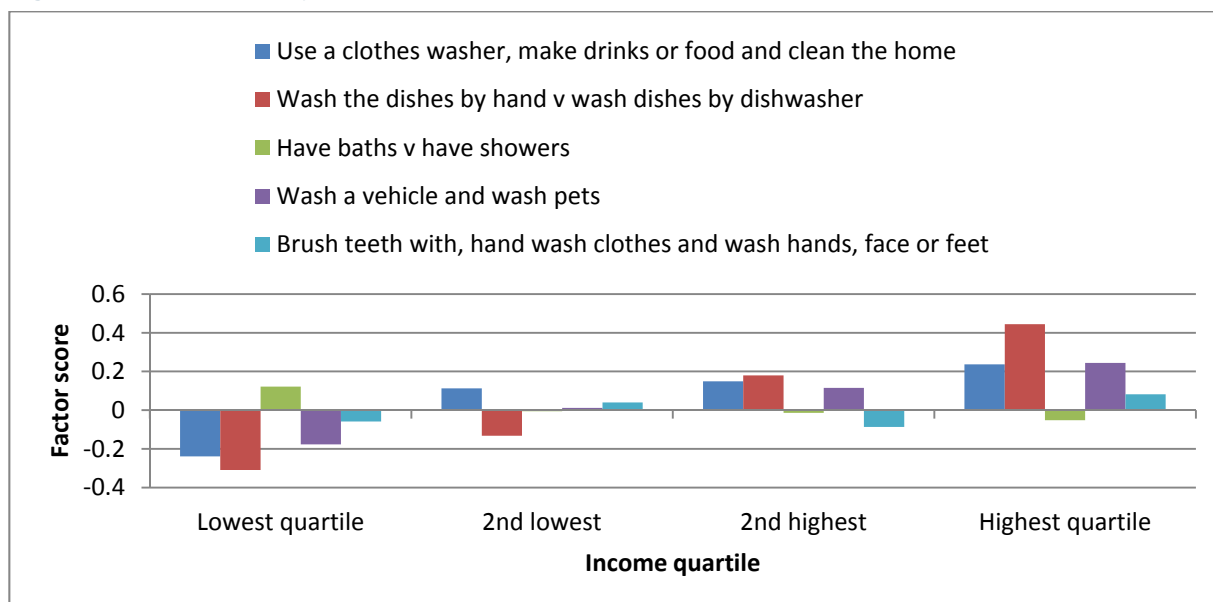 Use a clothes washer, make drinks or food and clean the home
Wash the dishes by hand v wash dishes by dishwasher
Have baths v have showers
Wash a vehicle and wash pets
Brush teeth with, hand wash clothes and wash hands, face or feet
0.6
0.4
0.2
0
-0.2
-0.4
Factor score
Lowest quartile
2nd lowest
2nd highest
Highest quartile
Income quartile